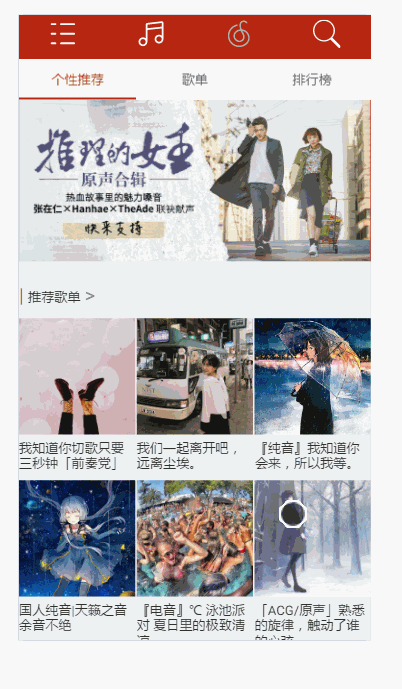 个性推荐
歌单
排行榜
推理的女王
原声合辑
热血故事里的魅力嗓音
张在仁×Hanhae×TheAde 联袂献声
快来支持
推荐歌单 >
我知道你切歌只要
三秒钟「前奏党」
我们一起离开吧，
远离尘埃。
『纯音』我知道你
会来，所以我等。
国人纯音|天籁之音
余音不绝
『电音』℃ 泳池派
对 夏日里的极致清
凉
「ACG/原声」熟悉
的旋律，触动了谁
的心弦